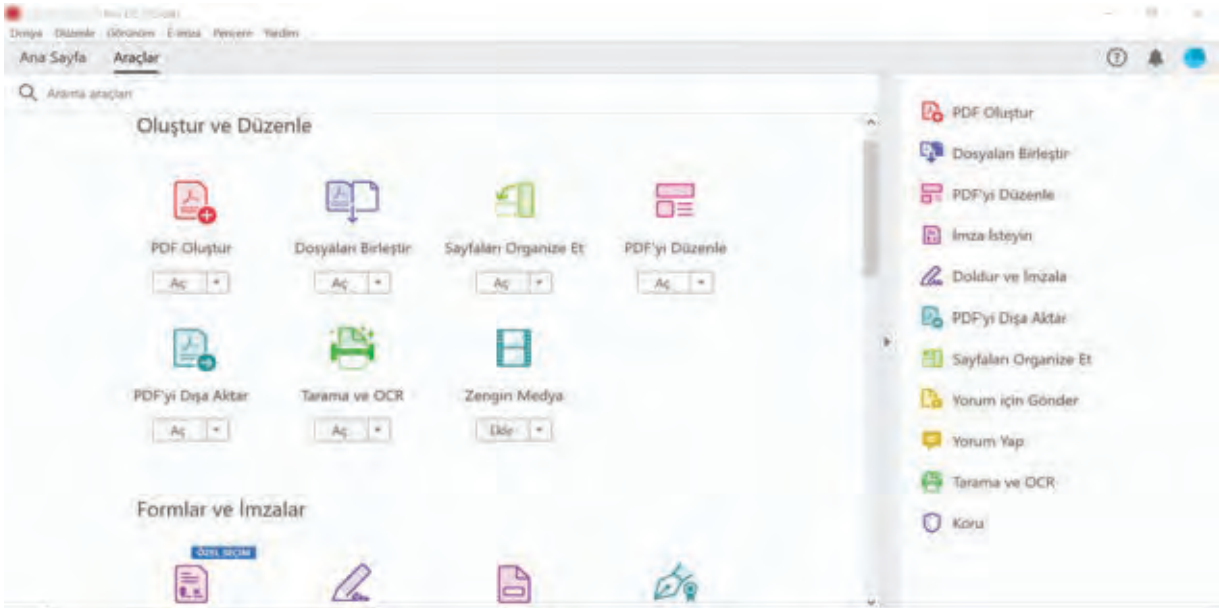 Dosya Düzenle Görünüm E-imza Pencere Yardım
Ana Sayfa Araçlar
Arama araçları
Oluştur ve Düzenle
PDF Oluştur Dosyaları Birleştir Sayfaları Organize Et PDF'yi Düzenle
Aç Aç Aç Aç
PDF'yi Dışa Aktar Tarama ve OCR Zengin Medya
Aç Aç Ekle
Formlar ve İmzalar
ÖZEL SEÇİM
PDF Oluştur
Dosyaları Birleştir
PDF'yi Düzenle
İmza İsteyin
Doldur ve İmzala
PDF'yi Dışa Aktar
Sayfaları Organize Et
Yorum için Gönder
Yorum Yap
Tarama ve OCR
Koru